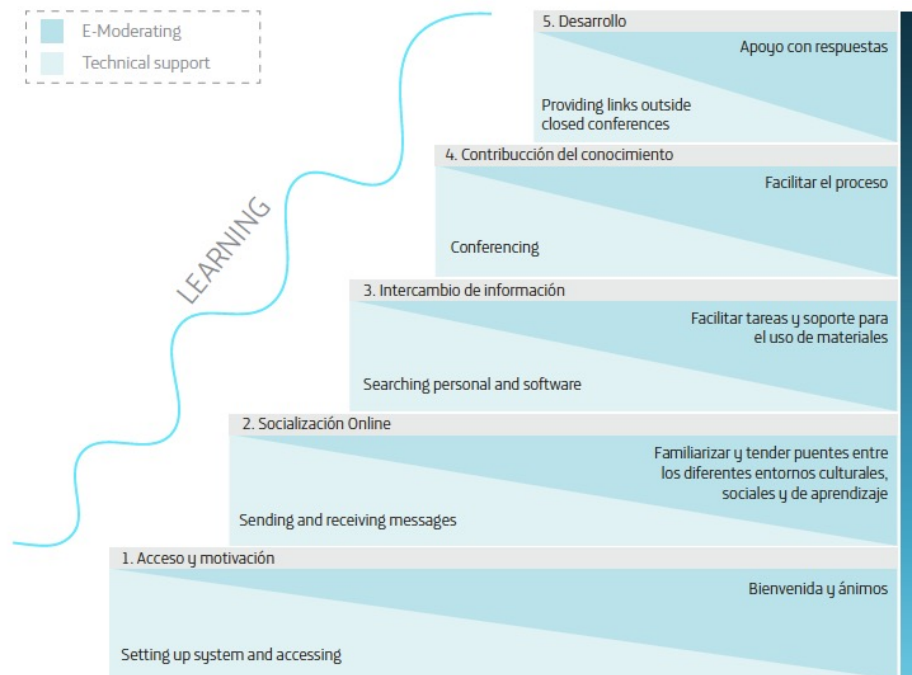 E-Moderating
Technical support
LEARNING
5. Desarrollo
Apoyo con respuestas
Providing links outside
closed conferences
4. Contribucción del conocimiento
Facilitar el proceso
Conferencing
3. Intercambio de información
Facilitar tareas y soporte para
el uso de materiales
Searching personal and software
2. Socialización Online
Familiarizar y tender puentes entre
los diferentes entornos culturales,
sociales y de aprendizaje
Sending and receiving messages
1. Acceso y motivación
Bienvenida y ánimos
Setting up system and accessing